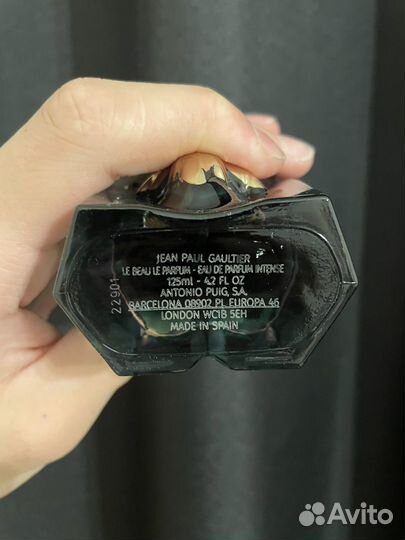 JEAN PAUL GAULTIER
LE BEAU LE PARFUM - EAU DE PARFUM INTENSE
125ml - 4.2 FL OZ
ANTONIO PUIG, S.A.
BARCELONA 08902 PL. EUROPA 46
LONDON WC1B 5EH
MADE IN SPAIN
22901
Avito